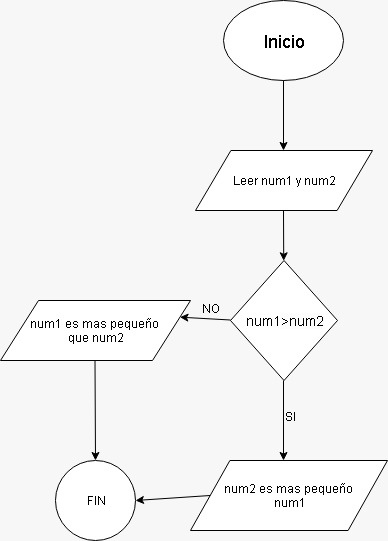 Inicio
Leer num1 y num2
num1>num2
NO
num1 es mas pequeño
que num2
SI
num2 es mas pequeño
num1
FIN